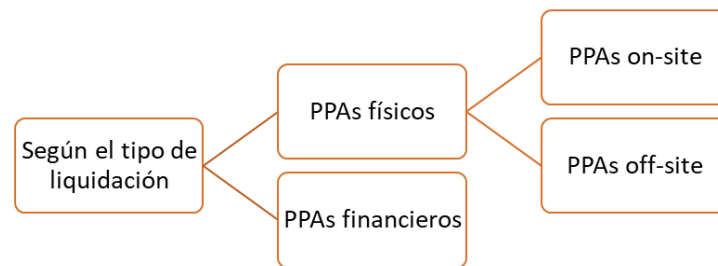 Según el tipo de
liquidación
PPAs físicos
PPAs financieros
PPAs on-site
PPAs off-site